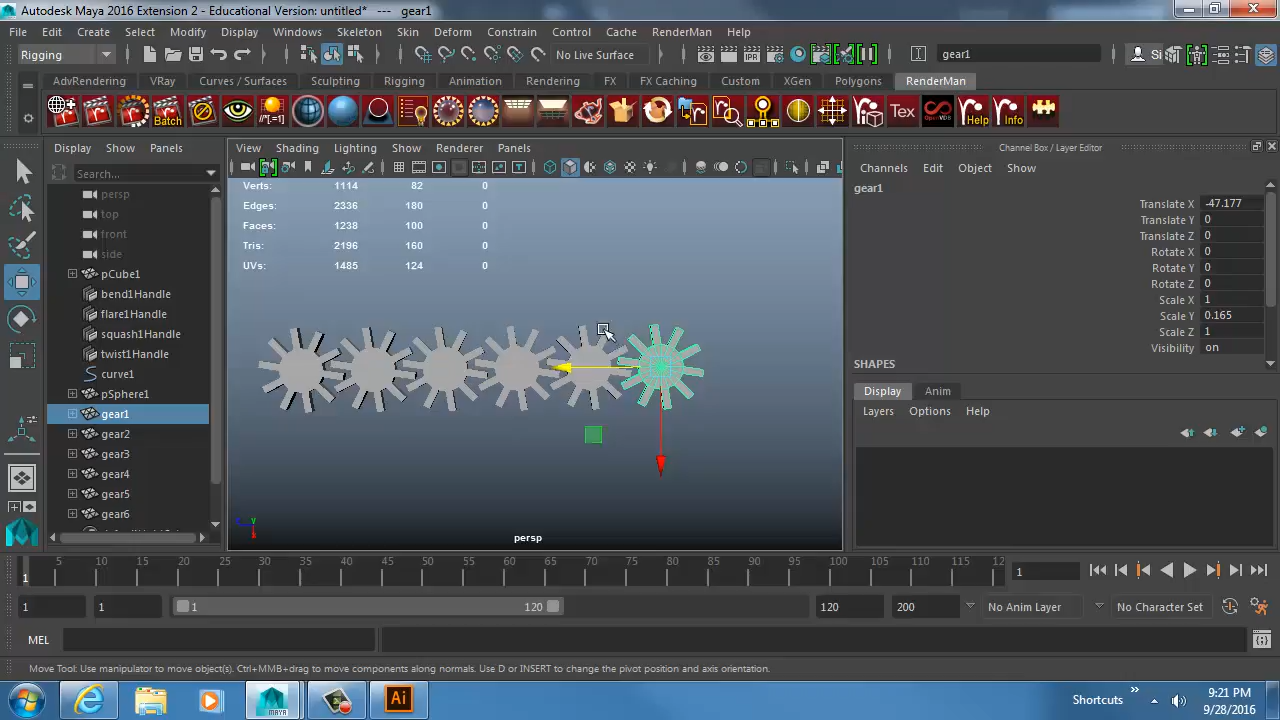 Autodesk Maya 2016 Extension 2 - Educational Version: untitled* --- gear1
File Edit Create Select Modify Display Windows Skeleton Skin Deform Constrain Control Cache RenderMan Help
Rigging No Live Surface gear1 Si
AdvRendering VRay Curves / Surfaces Sculpting Rigging Animation Rendering FX FX Caching Custom XGen Polygons RenderMan
Batch //*[.=1] Tex OpenVDB Help Info
Display Show Panels View Shading Lighting Show Renderer Panels Channel Box / Layer Editor
Search... Channels Edit Object Show
persp Verts: 1114 82 0 gear1
top Edges: 2336 180 0 Translate X -47.177
front Faces: 1238 100 0 Translate Y 0
side Tris: 2196 160 0 Translate Z 0
pCube1 UVs: 1485 124 0 Rotate X 0
bend1Handle Rotate Y 0
flare1Handle Rotate Z 0
squash1Handle Scale X 1
twist1Handle Scale Y 0.165
curve1 Scale Z 1
pSphere1 Visibility on
gear1 SHAPES
gear2 Display Anim
gear3 Layers Options Help
gear4
gear5
gear6
Y
persp
5 10 15 20 25 30 35 40 45 50 55 60 65 70 75 80 85 90 95 100 105 110 115 12
1 1
1 1 1 120 120 200 No Anim Layer No Character Set
MEL
Move Tool: Use manipulator to move object(s). Ctrl+MMB+drag to move components along normals. Use D or INSERT to change the pivot position and axis orientation.
MAYA Ai Shortcuts 9:21 PM
9/28/2016